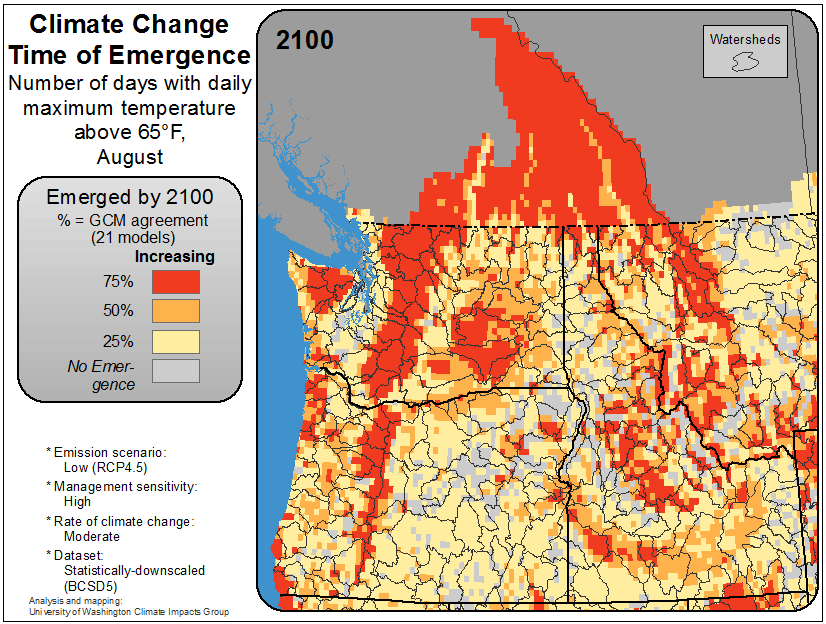 Climate Change
Time of Emergence
Number of days with daily
maximum temperature
above 65°F,
August
Emerged by 2100
% = GCM agreement
(21 models)
Increasing
75%
50%
25%
No Emer-
gence
* Emission scenario:
Low (RCP4.5)
* Management sensitivity:
High
* Rate of climate change:
Moderate
* Dataset:
Statistically-downscaled
(BCSD5)
Analysis and mapping:
University of Washington Climate Impacts Group
2100
Watersheds